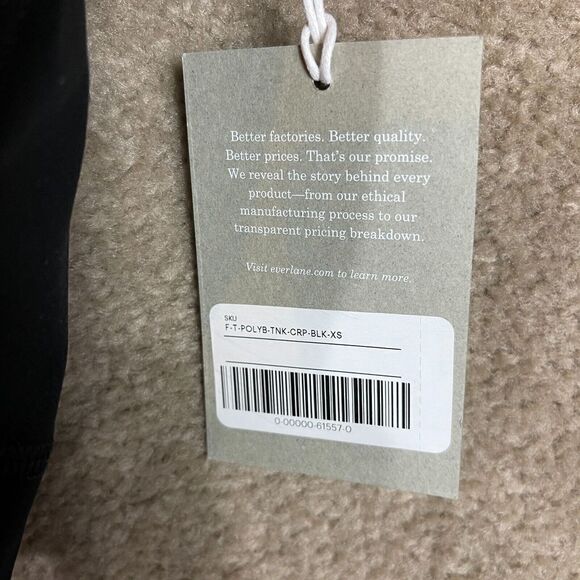 Better factories. Better quality.
Better prices. That's our promise.
We reveal the story behind every
product—from our ethical
manufacturing process to our
transparent pricing breakdown.
Visit everlane.com to learn more.
SKU
F-T-POLYB-TNK-CRP-BLK-XS
0-00000-61557-0